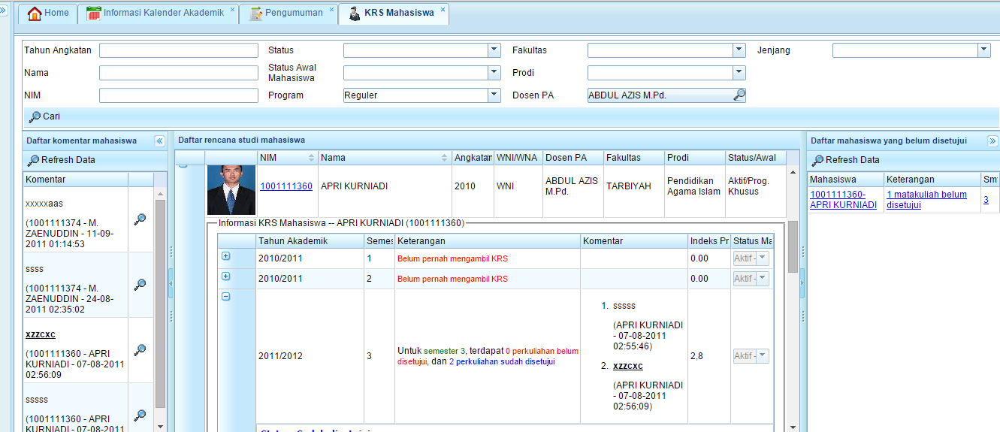 Home
Informasi Kalender Akademik
Pengumuman
KRS Mahasiswa
Tahun Angkatan
Status
Fakultas
Jenjang
Nama
Status Awal
Mahasiswa
Prodi
NIM
Program
Reguler
Dosen PA
ABDUL AZIS M.Pd.
Cari
Daftar komentar mahasiswa
Refresh Data
Komentar
xxxxxaas
(1001111374 - M.
ZAENUDDIN - 11-09-
2011 01:14:53
ssss
(1001111374 - M.
ZAENUDDIN - 24-08-
2011 02:35:02
xzzcxc
(1001111360 - APRI
KURNIADI - 07-08-2011
02:56:09
sssss
(1001111360 - APRI
KURNIADI - 07-08-2011
Daftar rencana studi mahasiswa
NIM Nama Angkatan WNI/WNA Dosen PA Fakultas Prodi Status/Awal
1001111360
APRI KURNIADI
2010
WNI
ABDUL AZIS
M.Pd.
TARBIYAH
Pendidikan
Agama Islam
Aktif/Prog.
Khusus
Informasi KRS Mahasiswa -- APRI KURNIADI (1001111360)
Tahun Akademik Semes Keterangan Komentar Indeks Pr Status Ma
2010/2011 1 Belum pernah mengambil KRS 0.00 Aktif -
2010/2011 2 Belum pernah mengambil KRS 0.00 Aktif -
2011/2012
3
Untuk semester 3, terdapat 0 perkuliahan belum
disetujui, dan 2 perkuliahan sudah disetujui
1. sssss
(APRI KURNIADI
- 07-08-2011
02:55:46)
2. xzzcxc
(APRI KURNIADI
- 07-08-2011
02:56:09)
2,8
Aktif -
Daftar mahasiswa yang belum disetujui
Refresh Data
Mahasiswa Keterangan Smt
1001111360-
APRI KURNIADI
1 matakuliah belum
disetujui
3